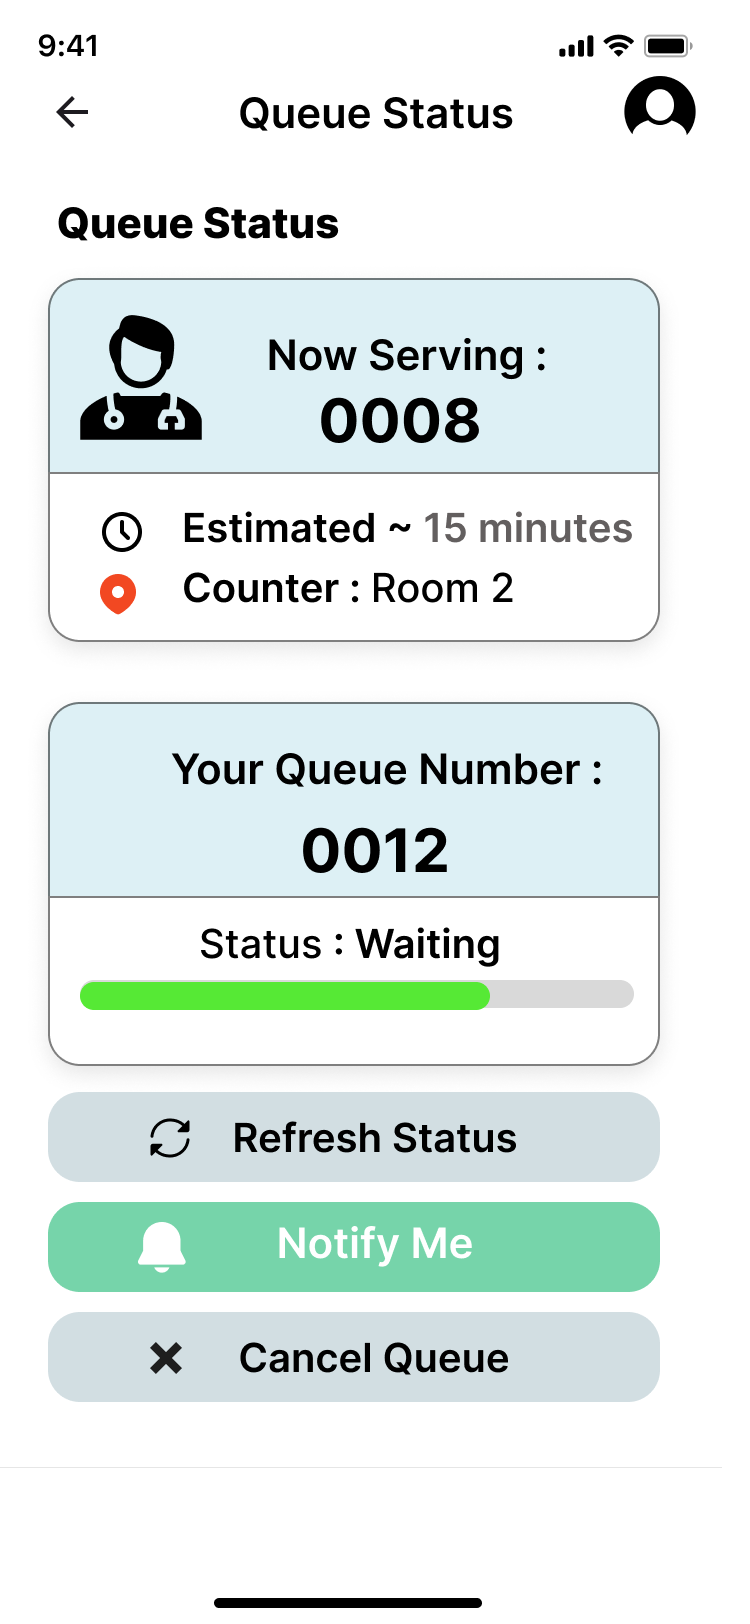 9:41
Queue Status
Queue Status
Now Serving :
0008
Estimated ~ 15 minutes
Counter : Room 2
Your Queue Number :
0012
Status : Waiting
Refresh Status
Notify Me
Cancel Queue